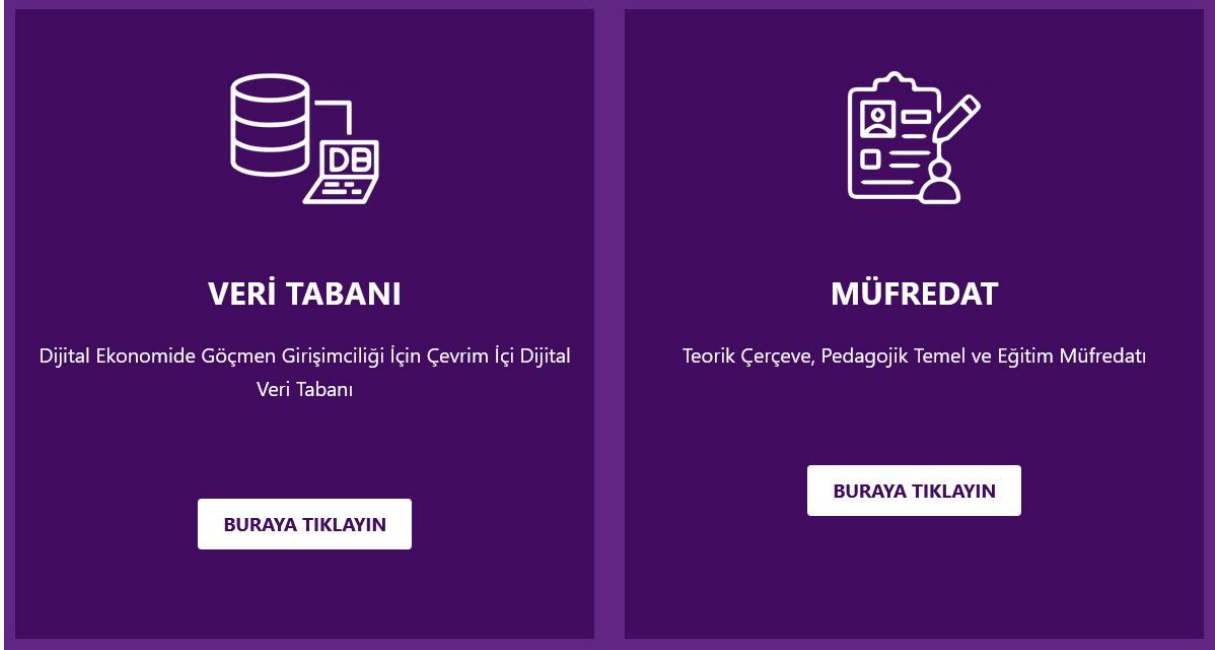 DB
VERİ TABANI
Dijital Ekonomide Göçmen Girişimciliği İçin Çevrim İçi Dijital
Veri Tabanı
BURAYA TIKLAYIN
MÜFREDAT
Teorik Çerçeve, Pedagojik Temel ve Eğitim Müfredatı
BURAYA TIKLAYIN